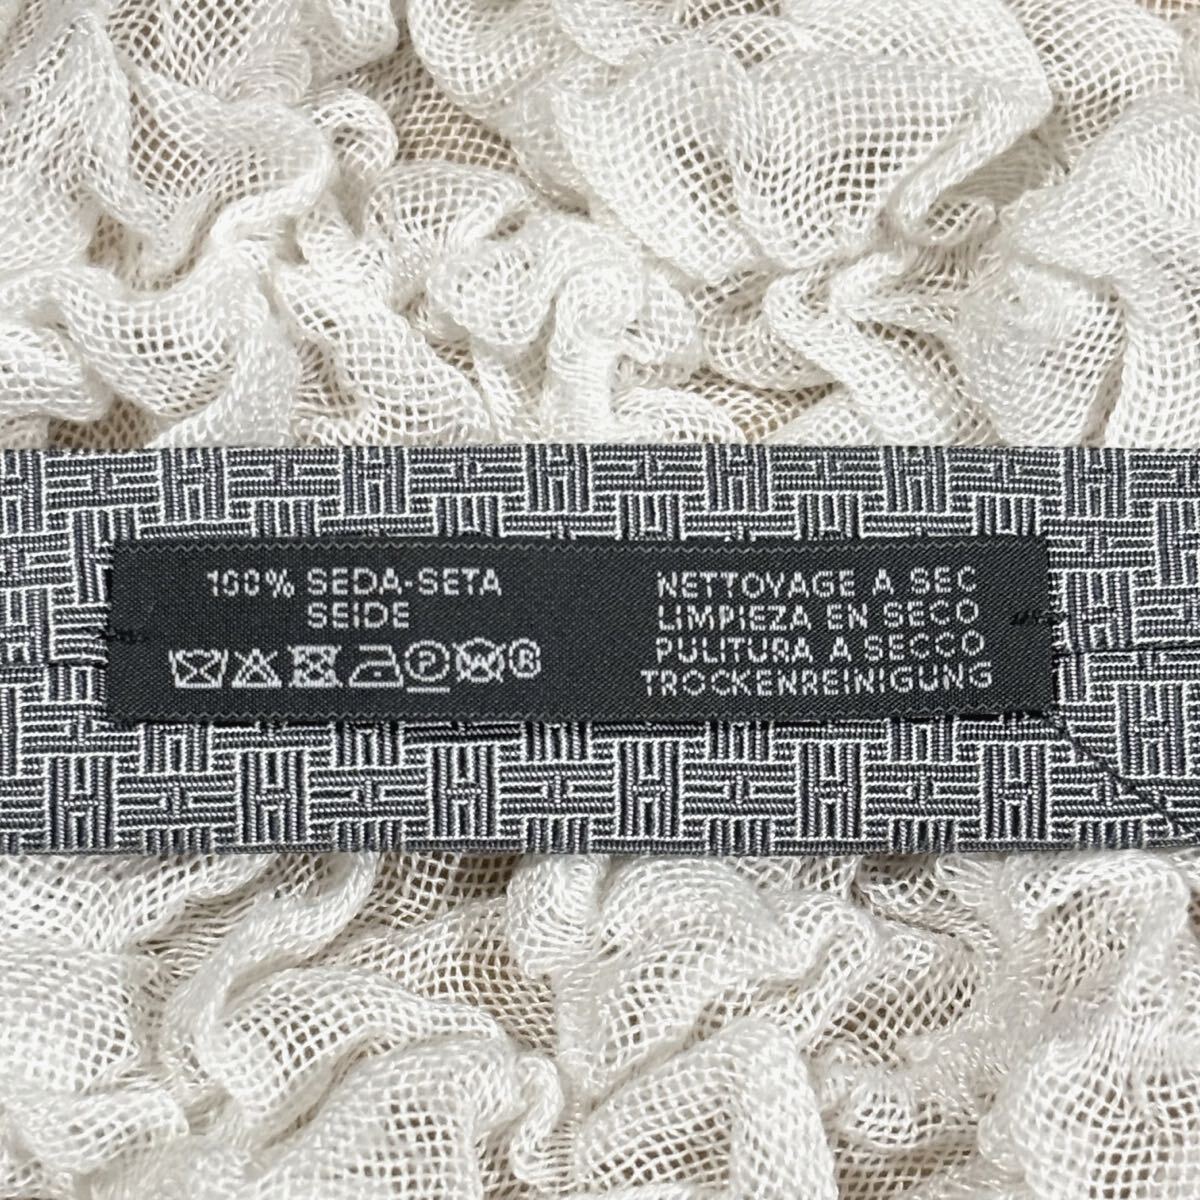 100% SEDA-SETA
SEIDE
P W R
NETTOYAGE A SEC
LIMPIEZA EN SECO
PULITURA A SECCO
TROCKENREINIGUNG